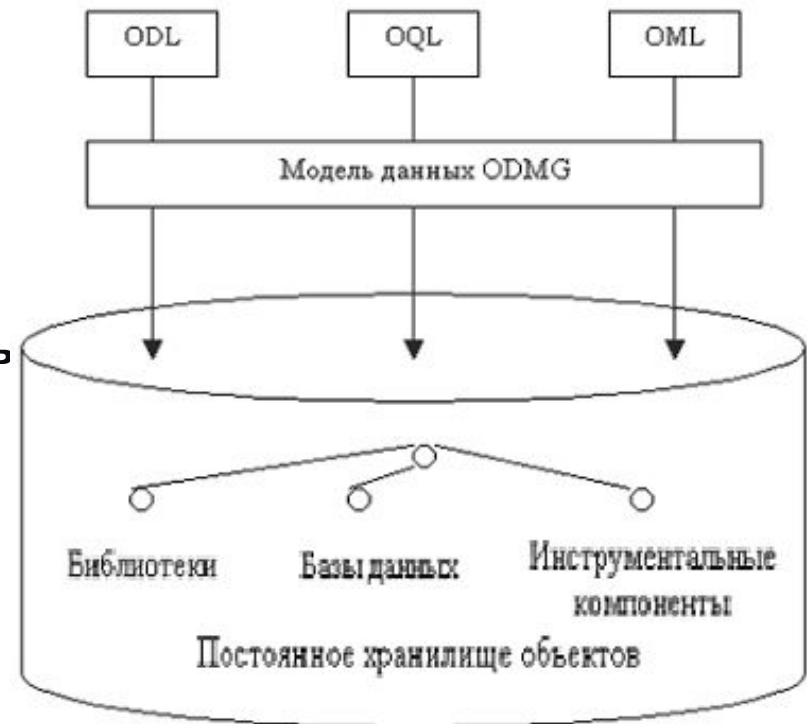 ODL
OQL
OML
Модель данных ODMG
ь
Библиотеки
Базы данных
Инструментальные
компоненты
Постоянное хранилище объектов